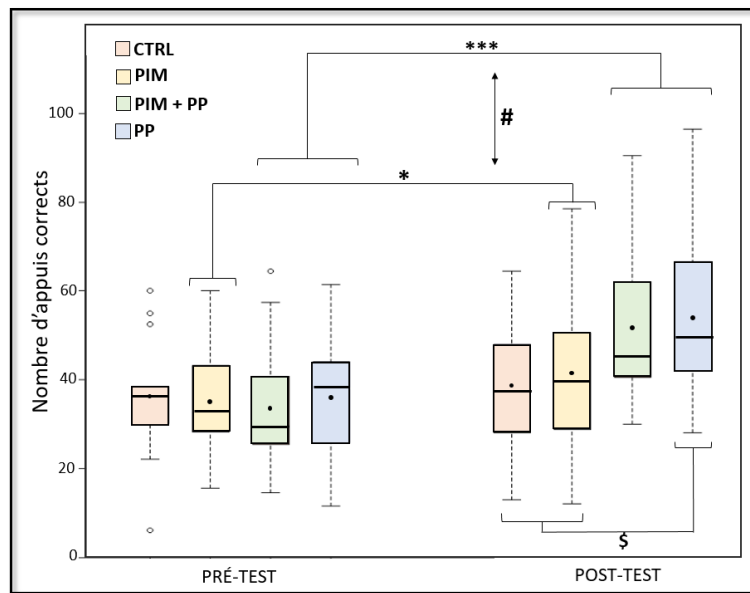 ***
CTRL
PIM
PIM + PP
PP
#
*
100
80
60
40
20
0
Nombre d'appuis corrects
$
PRÉ-TEST
POST-TEST